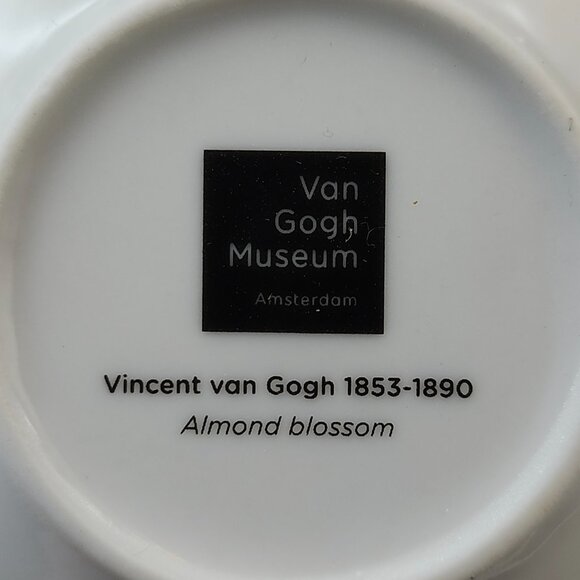 Van
Gogh
Museum
Amsterdam
Vincent van Gogh 1853-1890
Almond blossom